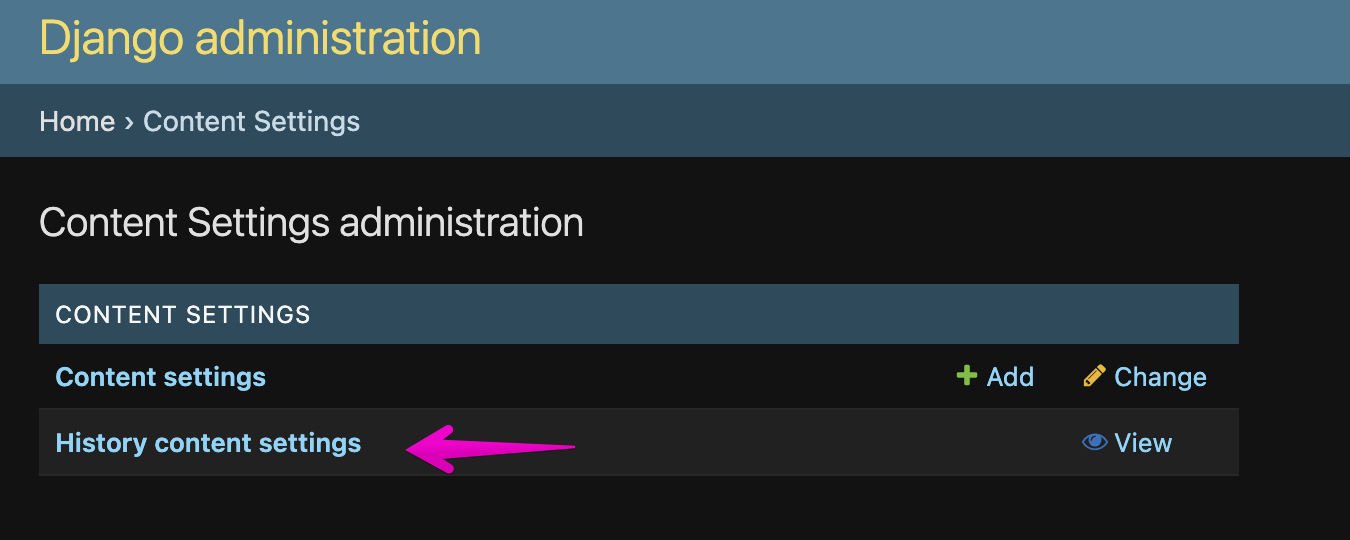 Django administration
Home › Content Settings
Content Settings administration
CONTENT SETTINGS
Content settings Add Change
History content settings View